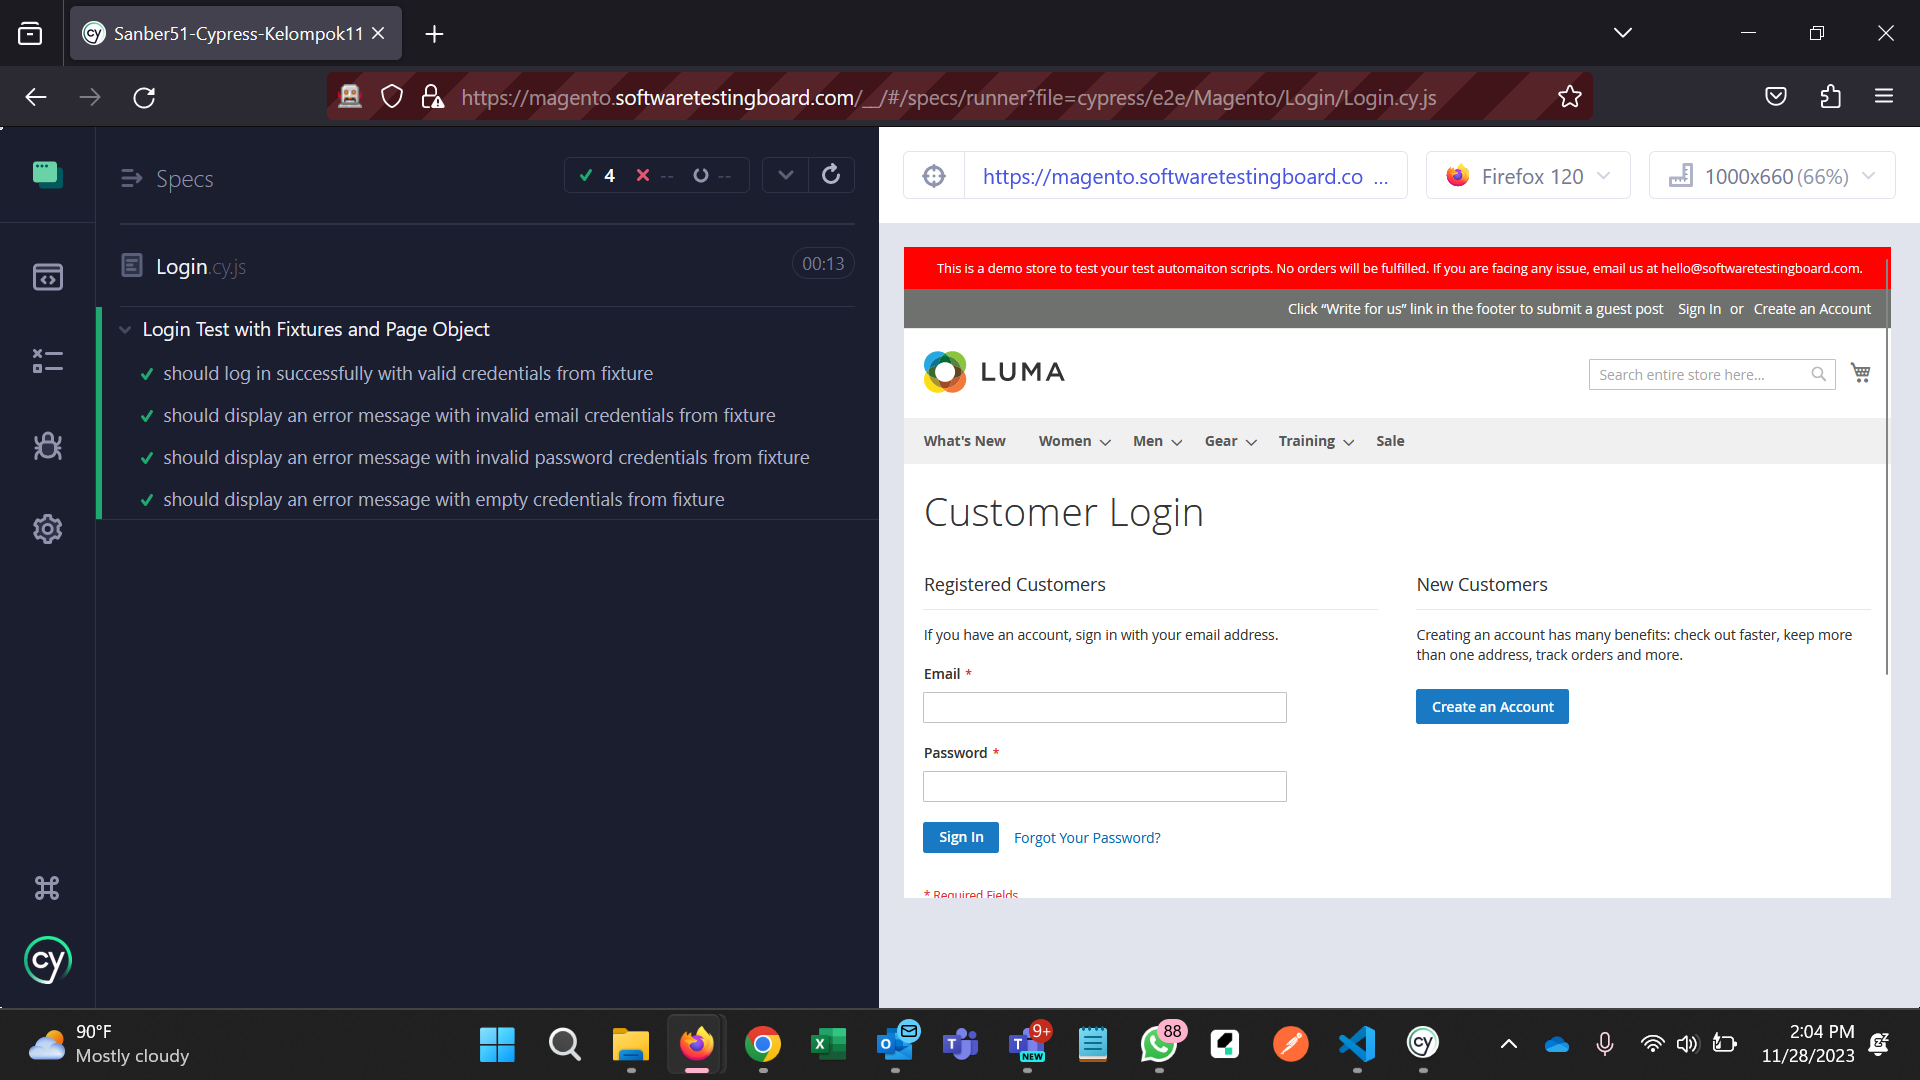 Sanber51-Cypress-Kelompok11
https://magento.softwaretestingboard.com/__/#/specs/runner?file=cypress/e2e/Magento/Login/Login.cy.js
Specs
4 -- --
Login.cy.js
00:13
Login Test with Fixtures and Page Object
should log in successfully with valid credentials from fixture
should display an error message with invalid email credentials from fixture
should display an error message with invalid password credentials from fixture
should display an error message with empty credentials from fixture
cy
https://magento.softwaretestingboard.co ...
Firefox 120
1000x660 (66%)
This is a demo store to test your test automaiton scripts. No orders will be fulfilled. If you are facing any issue, email us at hello@softwaretestingboard.com.
Click “Write for us” link in the footer to submit a guest post Sign In or Create an Account
LUMA
Search entire store here...
What's New Women Men Gear Training Sale
Customer Login
Registered Customers
If you have an account, sign in with your email address.
Email *
Password *
Sign In Forgot Your Password?
* Required Fields
New Customers
Creating an account has many benefits: check out faster, keep more
than one address, track orders and more.
Create an Account
90°F
Mostly cloudy
9+
NEW
88
cy
2:04 PM
11/28/2023